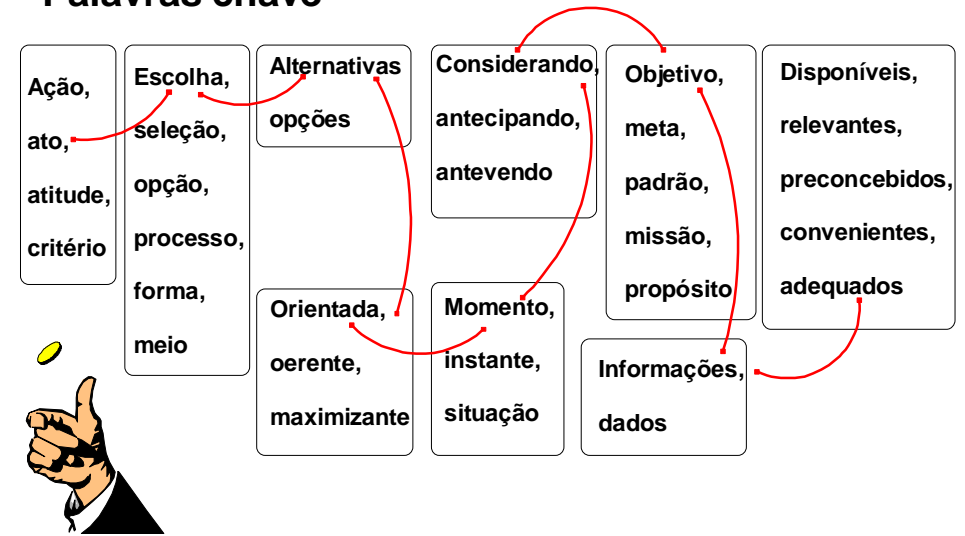 Palavras chave
Ação,
ato,
atitude,
critério
Escolha,
seleção,
opção,
processo,
forma,
meio
Alternativas
opções
Orientada,
oerente,
maximizante
Considerando,
antecipando,
antevendo
Momento,
instante,
situação
Objetivo,
meta,
padrão,
missão,
propósito
Informações,
dados
Disponíveis,
relevantes,
preconcebidos,
convenientes,
adequados